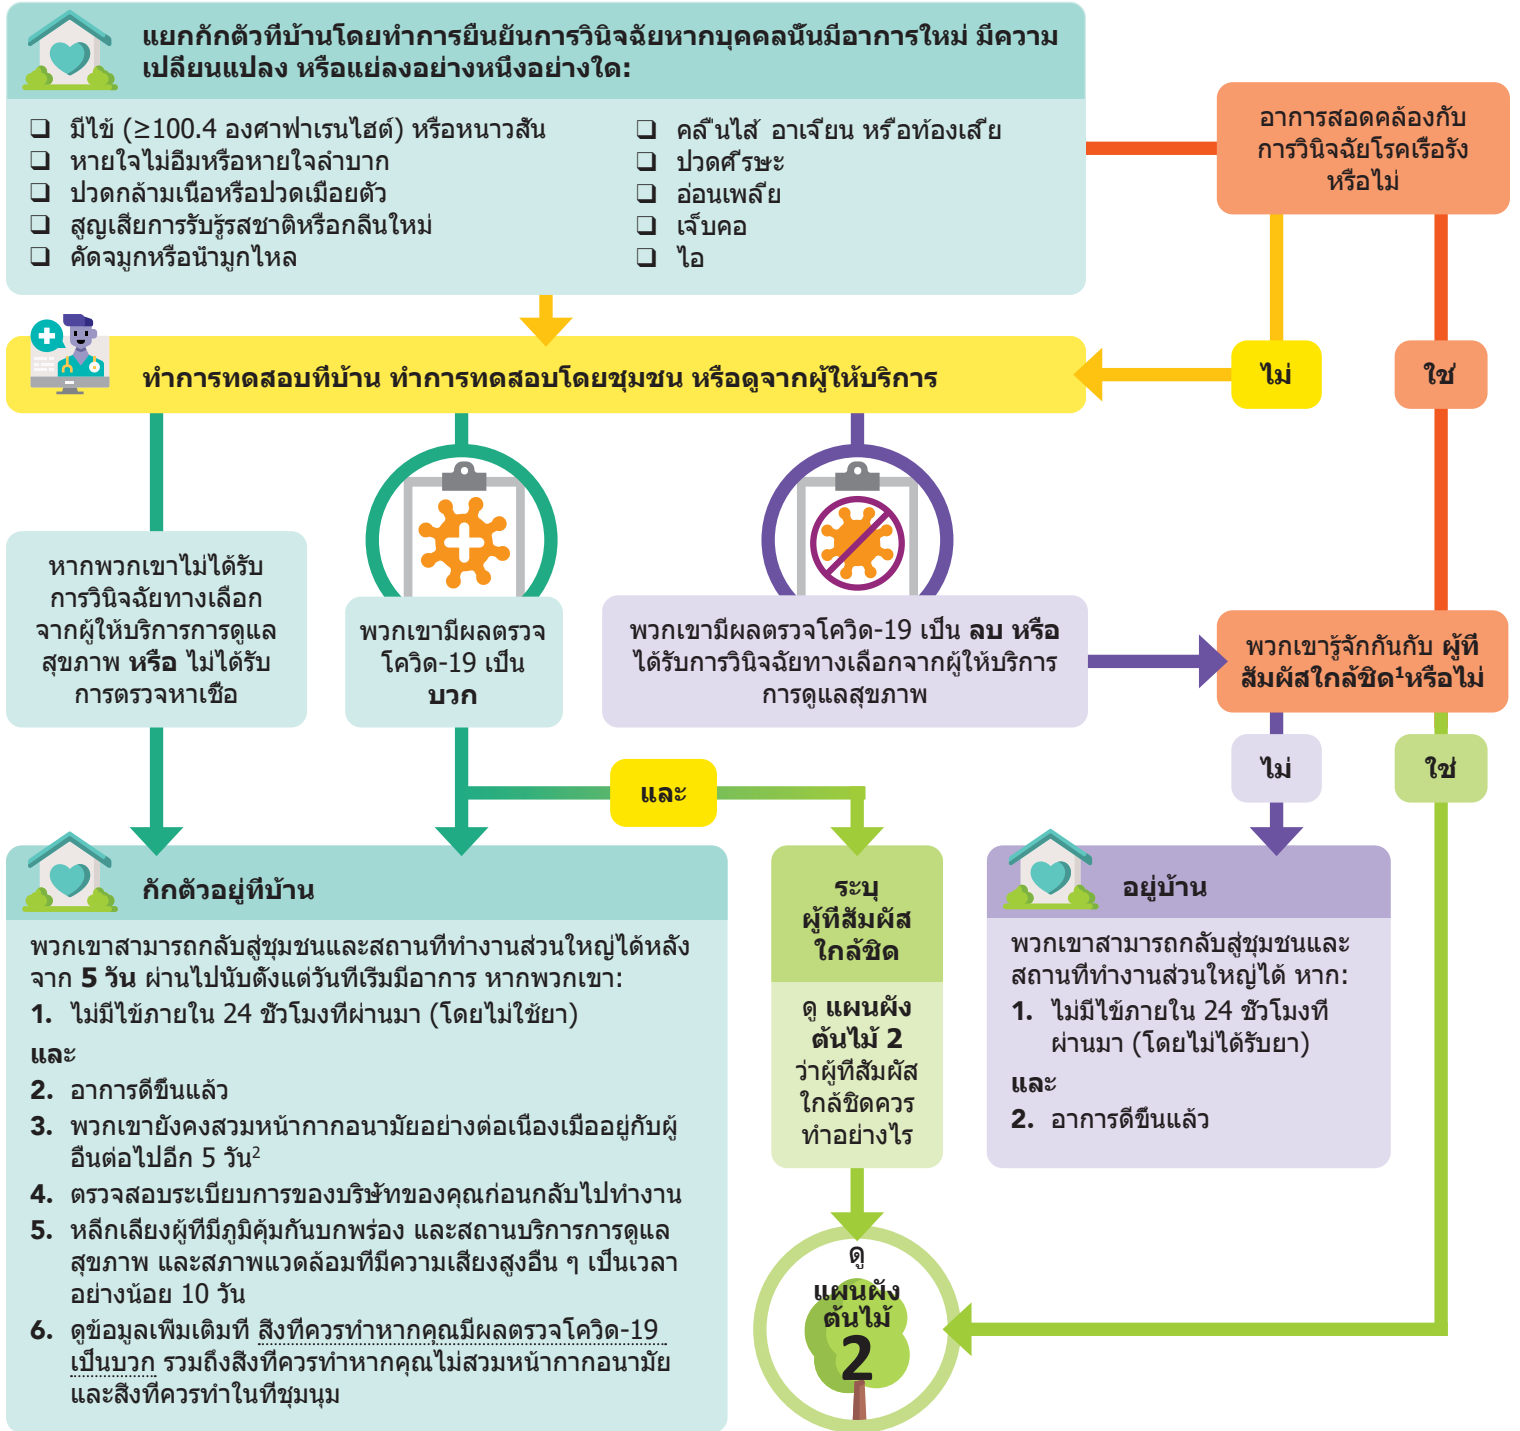 แยกกักตัวที่บ้านโดยทำการยืนยันการวินิจฉัยหากบุคคลนั้นมีอาการใหม่ มีความ
เปลี่ยนแปลง หรือแย่ลงอย่างหนึ่งอย่างใด:
❑ มีไข้ (≥100.4 องศาฟาเรนไฮต์) หรือหนาวสั่น
❑ หายใจไม่อิ่มหรือหายใจลำบาก
❑ ปวดกล้ามเนื้อหรือปวดเมื่อยตัว
❑ สูญเสียการรับรู้รสชาติหรือกลิ่นใหม่
❑ คัดจมูกหรือน้ำมูกไหล
❑ คลื่นไส้ อาเจียน หรือท้องเสีย
❑ ปวดศีรษะ
❑ อ่อนเพลีย
❑ เจ็บคอ
❑ ไอ
อาการสอดคล้องกับ
การวินิจฉัยโรคเรื้อรัง
หรือไม่
ไม่
ใช่
ทำการทดสอบที่บ้าน ทำการทดสอบโดยชุมชน หรือดูจากผู้ให้บริการ
หากพวกเขาไม่ได้รับ
การวินิจฉัยทางเลือก
จากผู้ให้บริการการดูแล
สุขภาพ หรือ ไม่ได้รับ
การตรวจหาเชื้อ
พวกเขามีผลตรวจ
โควิด-19 เป็น
บวก
พวกเขามีผลตรวจโควิด-19 เป็น ลบ หรือ
ได้รับการวินิจฉัยทางเลือกจากผู้ให้บริการ
การดูแลสุขภาพ
พวกเขารู้จักกันกับ ผู้ที่
สัมผัสใกล้ชิด¹หรือไม่
ไม่
ใช่
และ
กักตัวอยู่ที่บ้าน
พวกเขาสามารถกลับสู่ชุมชนและสถานที่ทำงานส่วนใหญ่ได้หลัง
จาก 5 วัน ผ่านไปนับตั้งแต่วันที่เริ่มมีอาการ หากพวกเขา:
1. ไม่มีไข้ภายใน 24 ชั่วโมงที่ผ่านมา (โดยไม่ใช้ยา)
และ
2. อาการดีขึ้นแล้ว
3. พวกเขายังคงสวมหน้ากากอนามัยอย่างต่อเนื่องเมื่ออยู่กับผู้
อื่นต่อไปอีก 5 วัน²
4. ตรวจสอบระเบียบการของบริษัทของคุณก่อนกลับไปทำงาน
5. หลีกเลี่ยงผู้ที่มีภูมิคุ้มกันบกพร่อง และสถานบริการการดูแล
สุขภาพ และสภาพแวดล้อมที่มีความเสี่ยงสูงอื่น ๆ เป็นเวลา
อย่างน้อย 10 วัน
6. ดูข้อมูลเพิ่มเติมที่ สิ่งที่ควรทำหากคุณมีผลตรวจโควิด-19
เป็นบวก รวมถึงสิ่งที่ควรทำหากคุณไม่สวมหน้ากากอนามัย
และสิ่งที่ควรทำในที่ชุมนุม
ระบุ
ผู้ที่สัมผัส
ใกล้ชิด
ดู แผนผัง
ต้นไม้ 2
ว่าผู้ที่สัมผัส
ใกล้ชิดควร
ทำอย่างไร
ดู
แผนผัง
ต้นไม้
2
อยู่บ้าน
พวกเขาสามารถกลับสู่ชุมชนและ
สถานที่ทำงานส่วนใหญ่ได้ หาก:
1. ไม่มีไข้ภายใน 24 ชั่วโมงที่
ผ่านมา (โดยไม่ได้รับยา)
และ
2. อาการดีขึ้นแล้ว